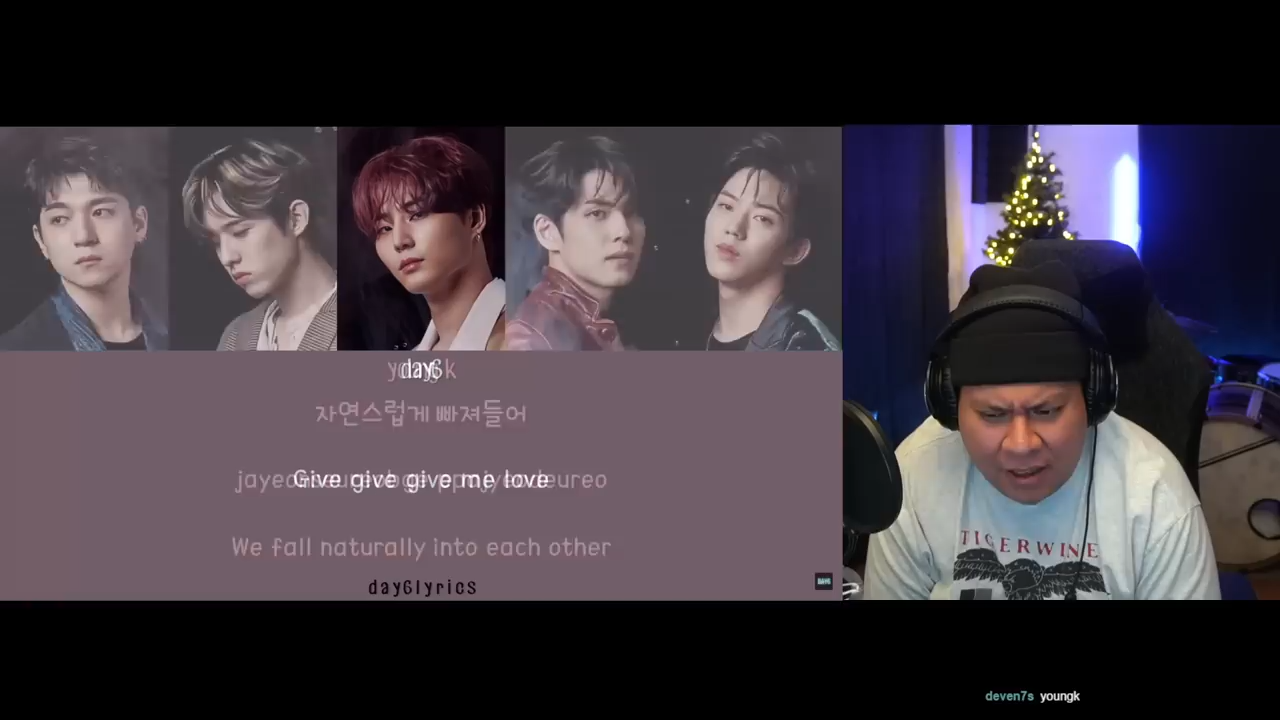 day6
자연스럽게 빠져들어
Give give give me love
We fall naturally into each other
day6lyrics
DAY6
TIGERWINE
deven7s youngk